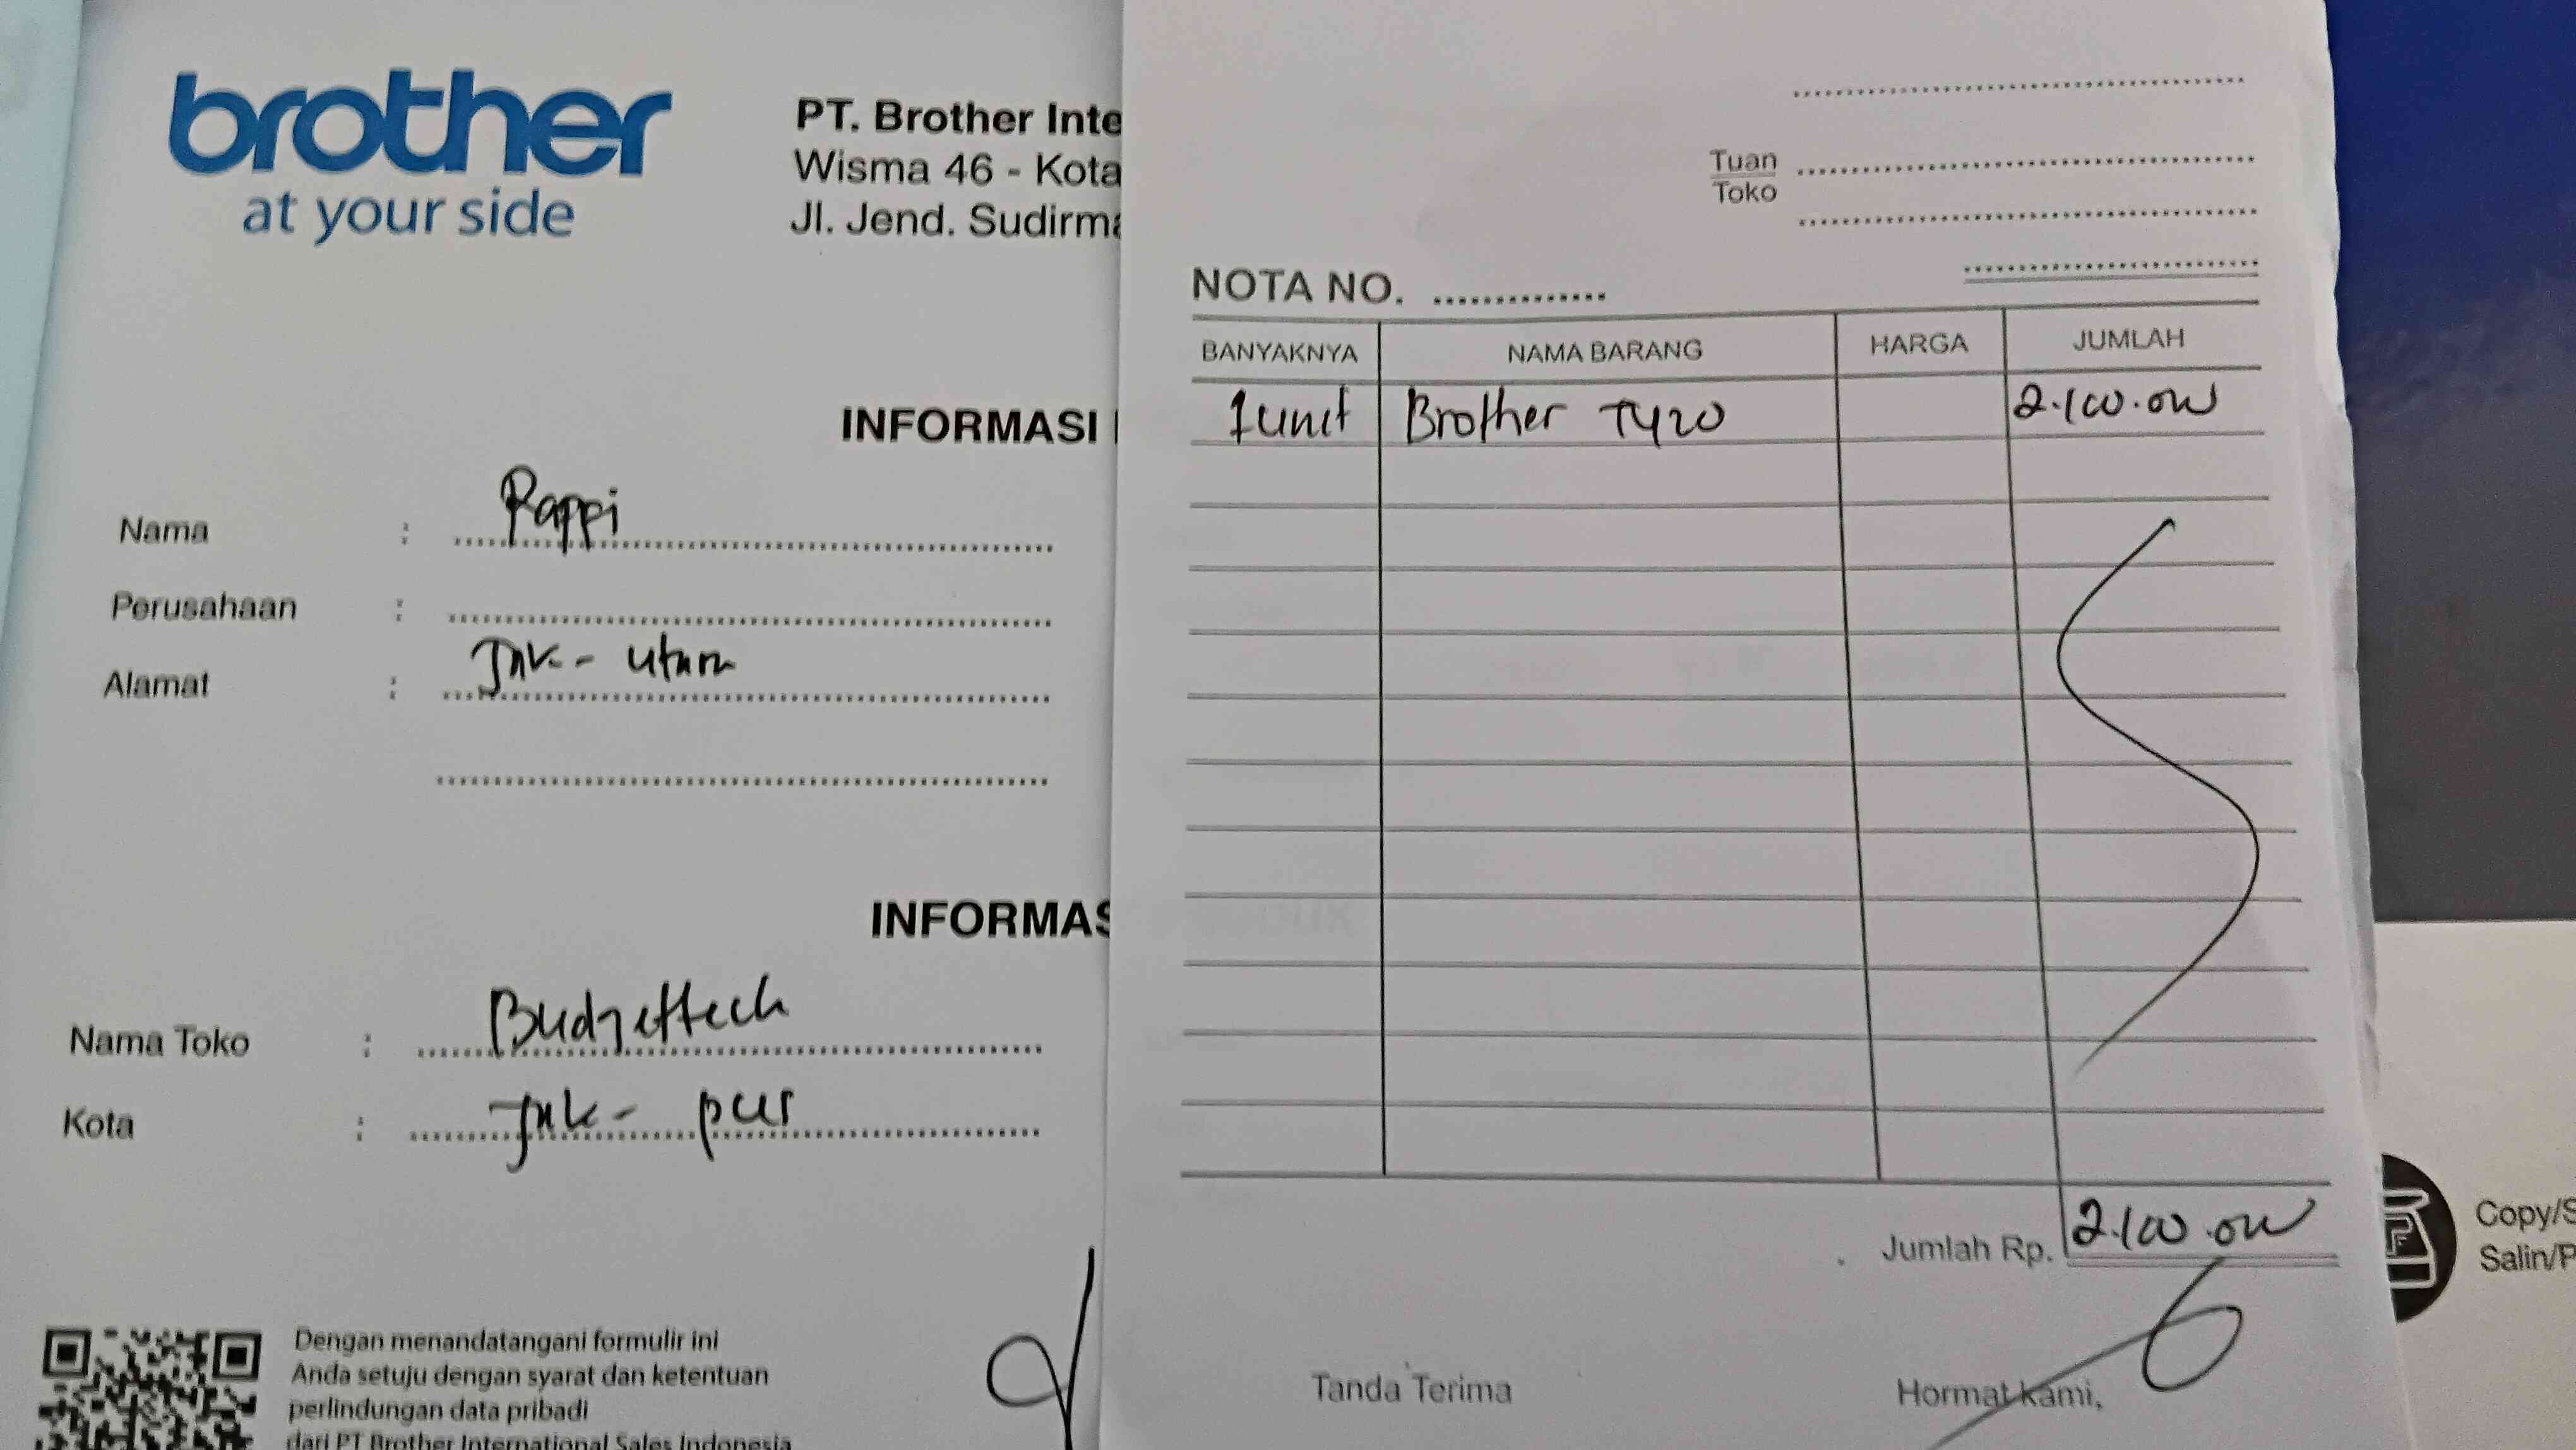 brother
at your side
PT. Brother Inte
Wisma 46 - Kota
Jl. Jend. Sudirma
INFORMASI
Nama : Rappi
Perusahaan :
Alamat : Jak - utara
INFORMAS
Nama Toko : Budgettech
Kota : Jak - pus
Dengan menandatangani formulir ini
Anda setuju dengan syarat dan ketentuan
perlindungan data pribadi
dari PT Brother International Sales Indonesia
Tuan
Toko
NOTA NO.
BANYAKNYA NAMA BARANG HARGA JUMLAH
1 unit Brother T420 2.100.000
Jumlah Rp. 2.100.000
Tanda Terima Hormat kami,
Copy/S
Salin/P